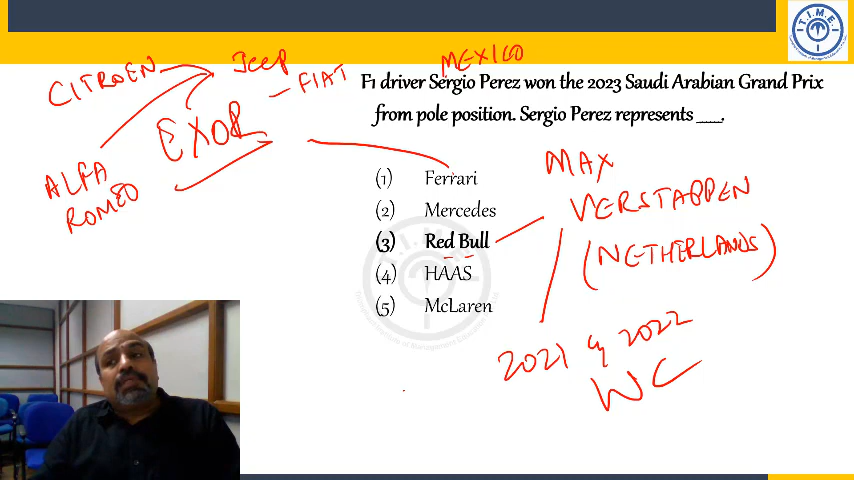 T.I.M.E.
MEXICO
CITROEN
Jeep
FIAT
F1 driver Sergio Perez won the 2023 Saudi Arabian Grand Prix
from pole position. Sergio Perez represents ____.
EXOR
ALFA
ROMEO
(1) Ferrari
(2) Mercedes
(3) Red Bull
(4) HAAS
(5) McLaren
MAX
VERSTAPPEN
(NETHERLANDS)
2021 & 2022
WC